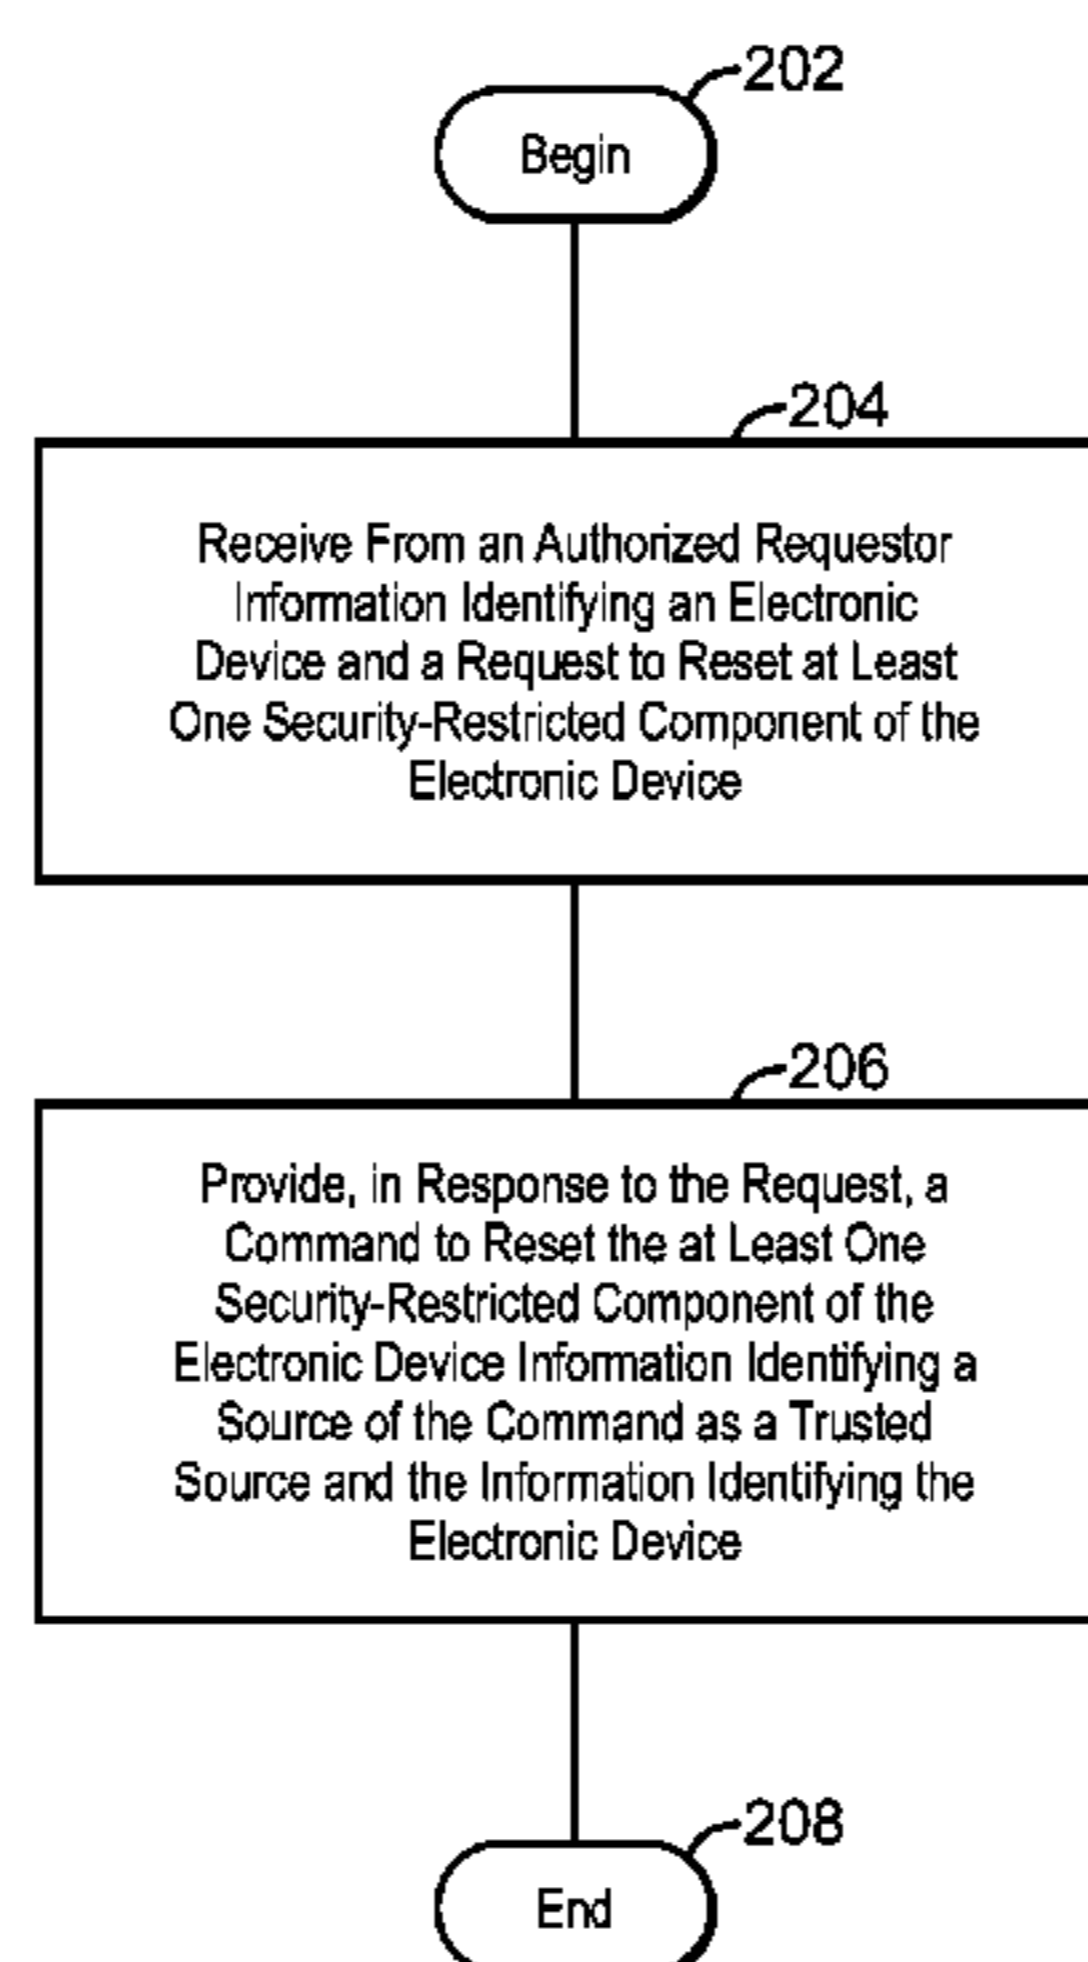 202
Begin
204
Receive From an Authorized Requestor
Information Identifying an Electronic
Device and a Request to Reset at Least
One Security-Restricted Component of the
Electronic Device
206
Provide, in Response to the Request, a
Command to Reset the at Least One
Security-Restricted Component of the
Electronic Device Information Identifying a
Source of the Command as a Trusted
Source and the Information Identifying the
Electronic Device
208
End